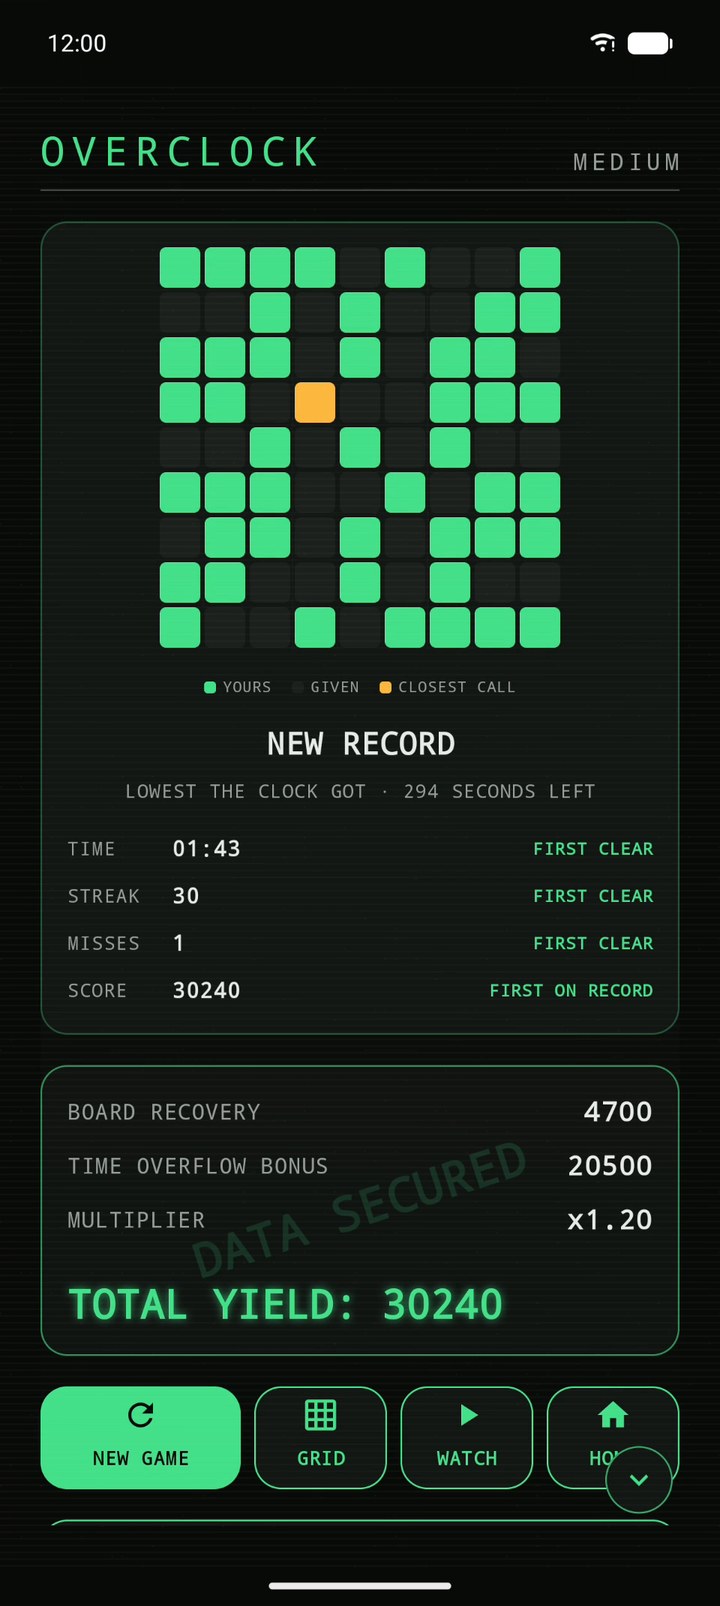 12:00
OVERCLOCK
MEDIUM
YOURS GIVEN CLOSEST CALL
NEW RECORD
LOWEST THE CLOCK GOT · 294 SECONDS LEFT
TIME 01:43 FIRST CLEAR
STREAK 30 FIRST CLEAR
MISSES 1 FIRST CLEAR
SCORE 30240 FIRST ON RECORD
BOARD RECOVERY 4700
TIME OVERFLOW BONUS 20500
MULTIPLIER x1.20
DATA SECURED
TOTAL YIELD: 30240
NEW GAME GRID WATCH